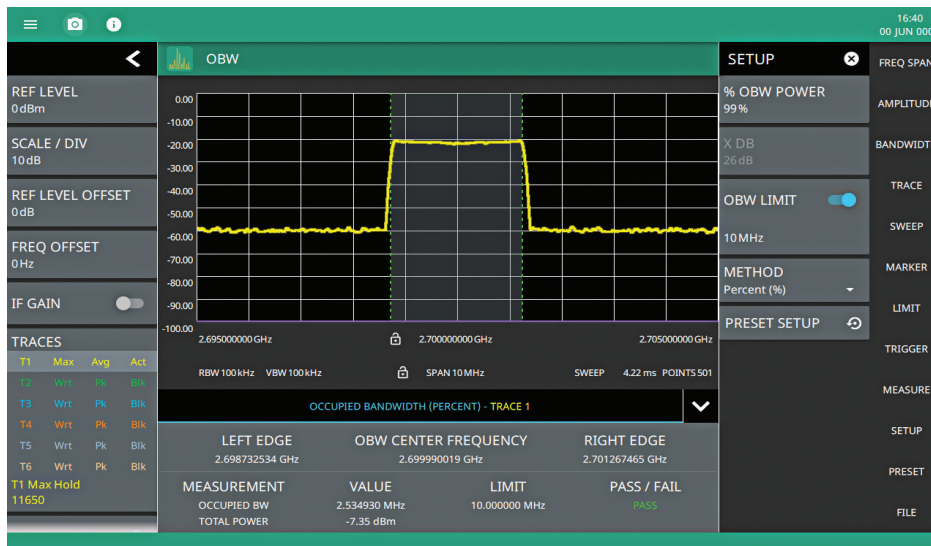 16:40
00 JUN 000
OBW
REF LEVEL
0 dBm
SCALE / DIV
10 dB
REF LEVEL OFFSET
0 dB
FREQ OFFSET
0 Hz
IF GAIN
TRACES
T1 Max Avg Act
T2 Wrt Pk Blk
T3 Wrt Pk Blk
T4 Wrt Pk Blk
T5 Wrt Pk Blk
T6 Wrt Pk Blk
T1 Max Hold
11650
0.00
-10.00
-20.00
-30.00
-40.00
-50.00
-60.00
-70.00
-80.00
-90.00
-100.00
2.695000000 GHz 2.700000000 GHz 2.705000000 GHz
RBW 100 kHz VBW 100 kHz SPAN 10 MHz SWEEP 4.22 ms POINTS 501
OCCUPIED BANDWIDTH (PERCENT) - TRACE 1
LEFT EDGE OBW CENTER FREQUENCY RIGHT EDGE
2.698732534 GHz 2.699990019 GHz 2.701267465 GHz
MEASUREMENT VALUE LIMIT PASS / FAIL
OCCUPIED BW 2.534930 MHz 10.000000 MHz PASS
TOTAL POWER -7.35 dBm
SETUP
% OBW POWER
99 %
X DB
26 dB
OBW LIMIT
10 MHz
METHOD
Percent (%)
PRESET SETUP
FREQ SPAN
AMPLITUD
BANDWIDT
TRACE
SWEEP
MARKER
LIMIT
TRIGGER
MEASURE
SETUP
PRESET
FILE